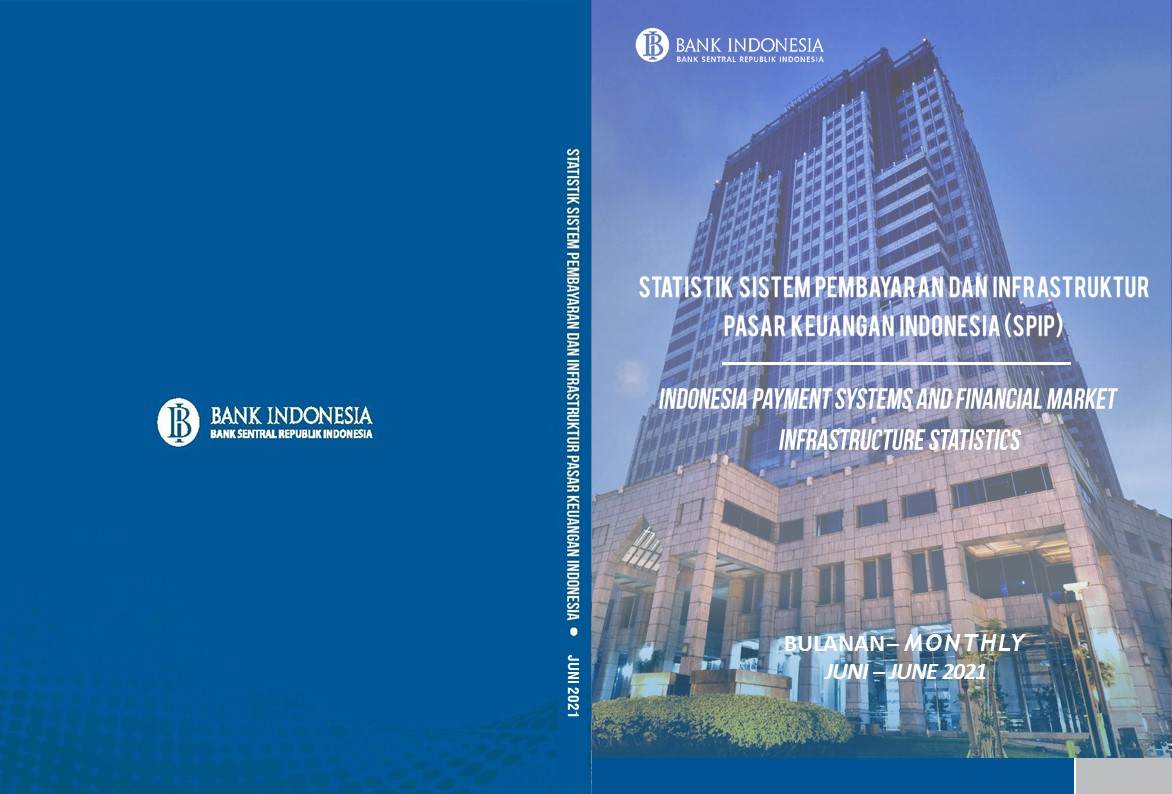 BANK INDONESIA
BANK SENTRAL REPUBLIK INDONESIA
STATISTIK SISTEM PEMBAYARAN DAN INFRASTRUKTUR PASAR KEUANGAN INDONESIA • JUNI 2021
BANK INDONESIA
BANK SENTRAL REPUBLIK INDONESIA
STATISTIK SISTEM PEMBAYARAN DAN INFRASTRUKTUR
PASAR KEUANGAN INDONESIA (SPIP)
INDONESIA PAYMENT SYSTEMS AND FINANCIAL MARKET
INFRASTRUCTURE STATISTICS
BULANAN – MONTHLY
JUNI – JUNE 2021